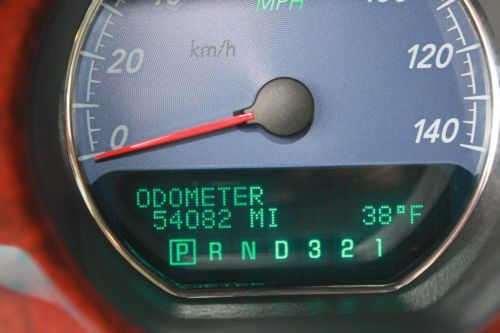 MPH
km/h
20
120
0
140
ODOMETER
54082 MI 38°F
P R N D 3 2 1